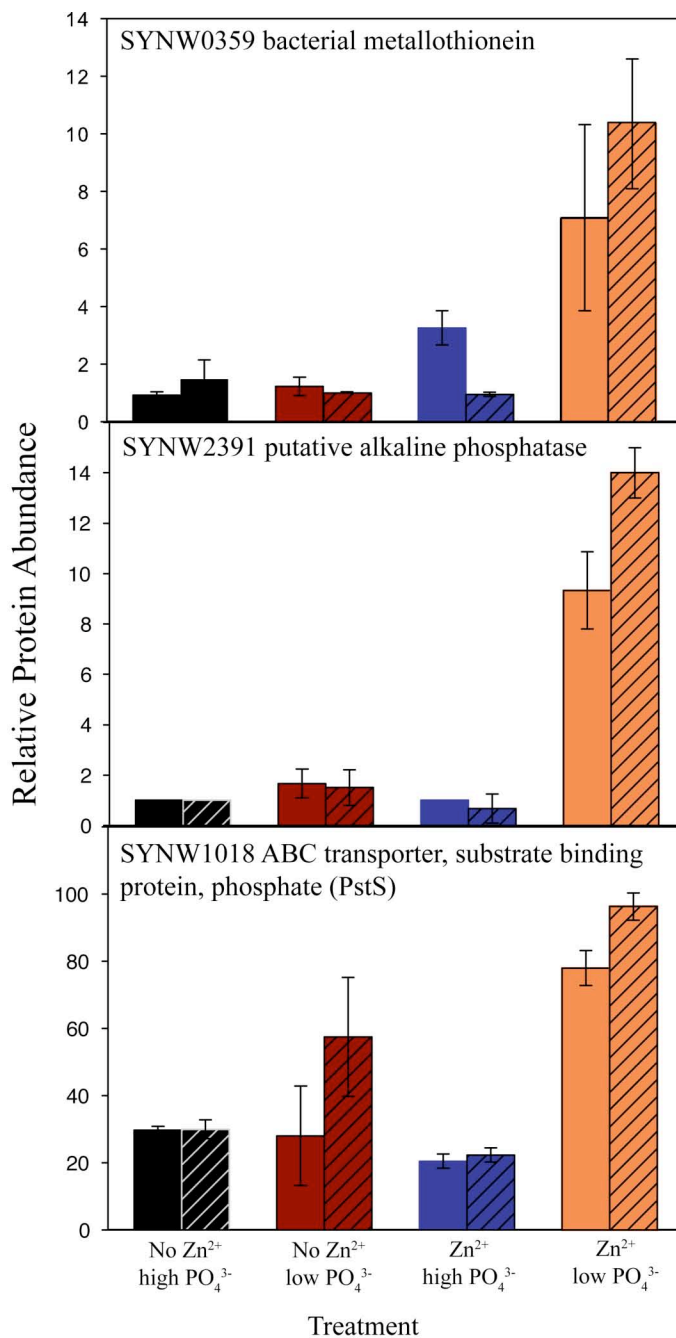 SYNW0359 bacterial metallothionein
14
12
10
8
6
4
2
0
SYNW2391 putative alkaline phosphatase
14
12
10
8
6
4
2
0
SYNW1018 ABC transporter, substrate binding
protein, phosphate (PstS)
100
80
60
40
20
0
Relative Protein Abundance
No Zn²⁺
high PO₄³⁻
No Zn²⁺
low PO₄³⁻
Zn²⁺
high PO₄³⁻
Zn²⁺
low PO₄³⁻
Treatment